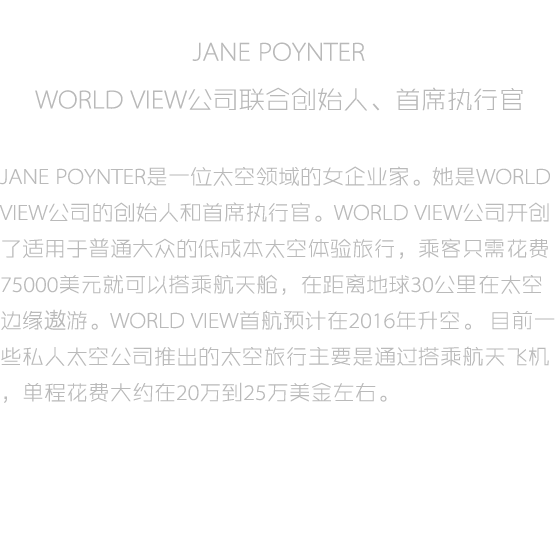 JANE POYNTER
WORLD VIEW公司联合创始人、首席执行官
JANE POYNTER是一位太空领域的女企业家。她是WORLD
VIEW公司的创始人和首席执行官。WORLD VIEW公司开创
了适用于普通大众的低成本太空体验旅行，乘客只需花费
75000美元就可以搭乘航天舱，在距离地球30公里在太空
边缘遨游。WORLD VIEW首航预计在2016年升空。 目前一
些私人太空公司推出的太空旅行主要是通过搭乘航天飞机
，单程花费大约在20万到25万美金左右。